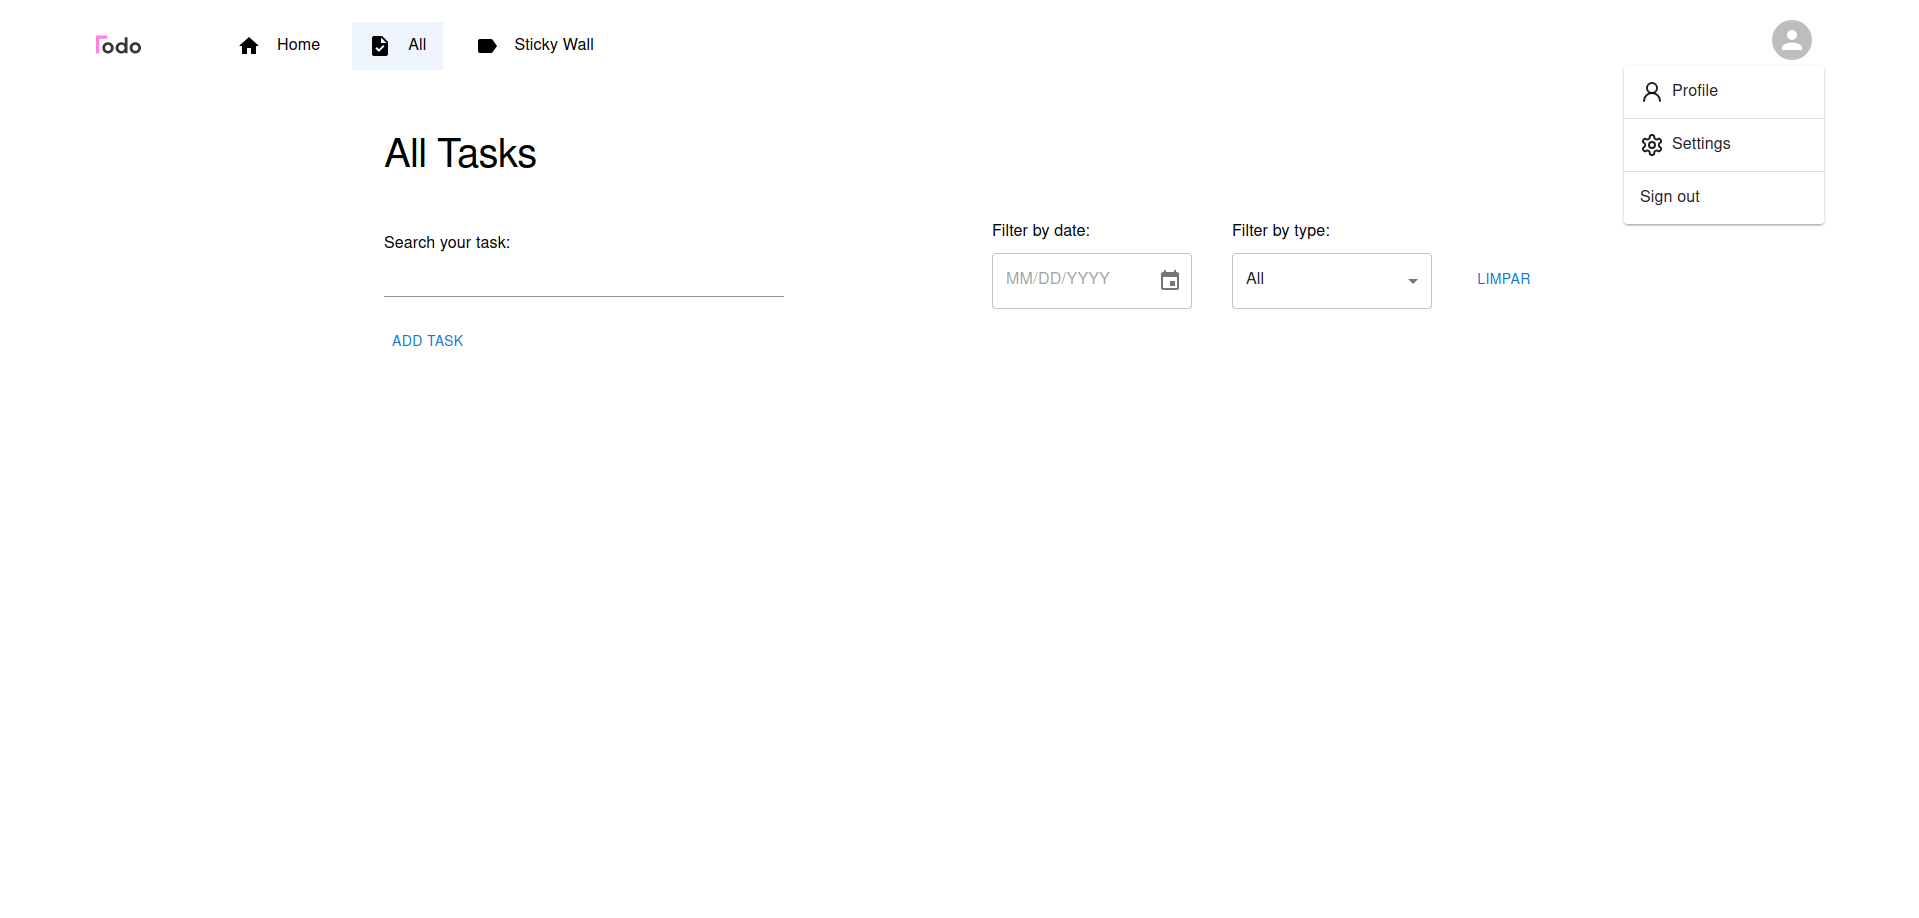 Todo
Home
All
Sticky Wall
Profile
Settings
Sign out
All Tasks
Search your task:
Filter by date:
Filter by type:
MM/DD/YYYY
All
LIMPAR
ADD TASK